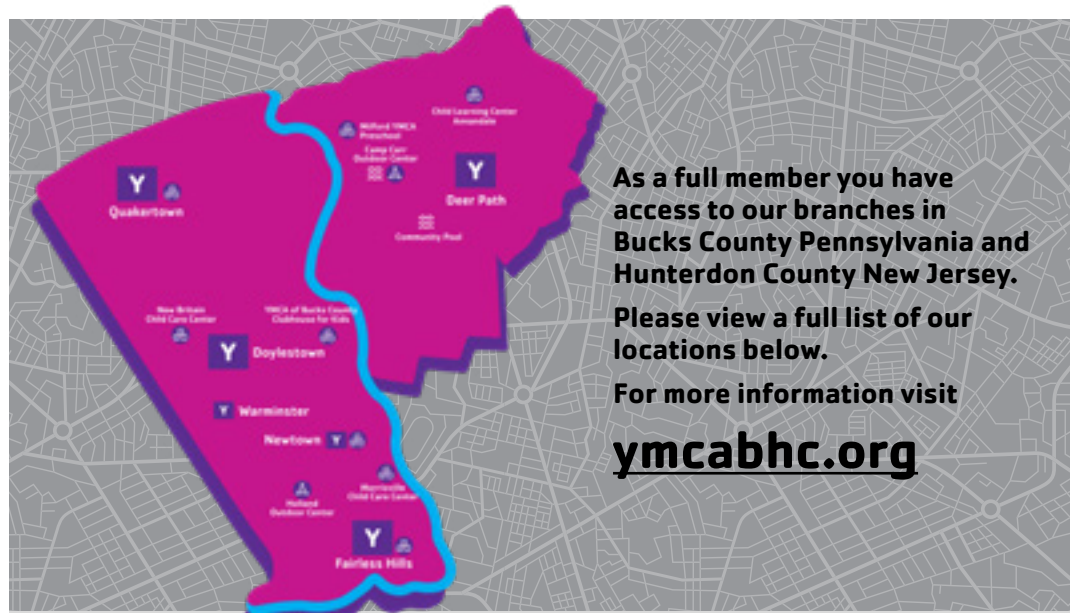 Child Learning Center
Annandale
Milford YMCA
Preschool
Camp Carr
Outdoor Center
Y
Deer Path
Y
Quakertown
Community Pool
New Britain
Child Care Center
YMCA of Bucks County
Clubhouse for Kids
Y
Doylestown
Y Warminster
Newtown Y
Morrisville
Child Care Center
Holland
Outdoor Center
Y
Fairless Hills
As a full member you have
access to our branches in
Bucks County Pennsylvania and
Hunterdon County New Jersey.
Please view a full list of our
locations below.
For more information visit
ymcabhc.org